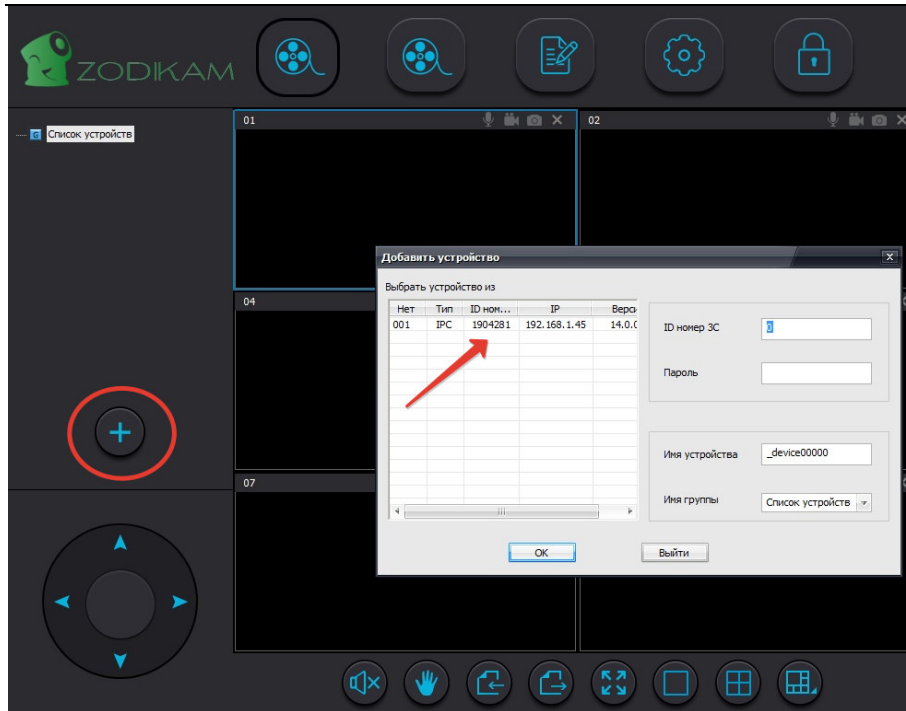 ZODIKAM
Список устройств
01
02
04
07
Добавить устройство
Выбрать устройство из
Нет Тип ID ном... IP Верси
001 IPC 1904281 192.168.1.45 14.0.0
ID номер ЗС 0
Пароль
Имя устройства _device00000
Имя группы Список устройств
OK Выйти